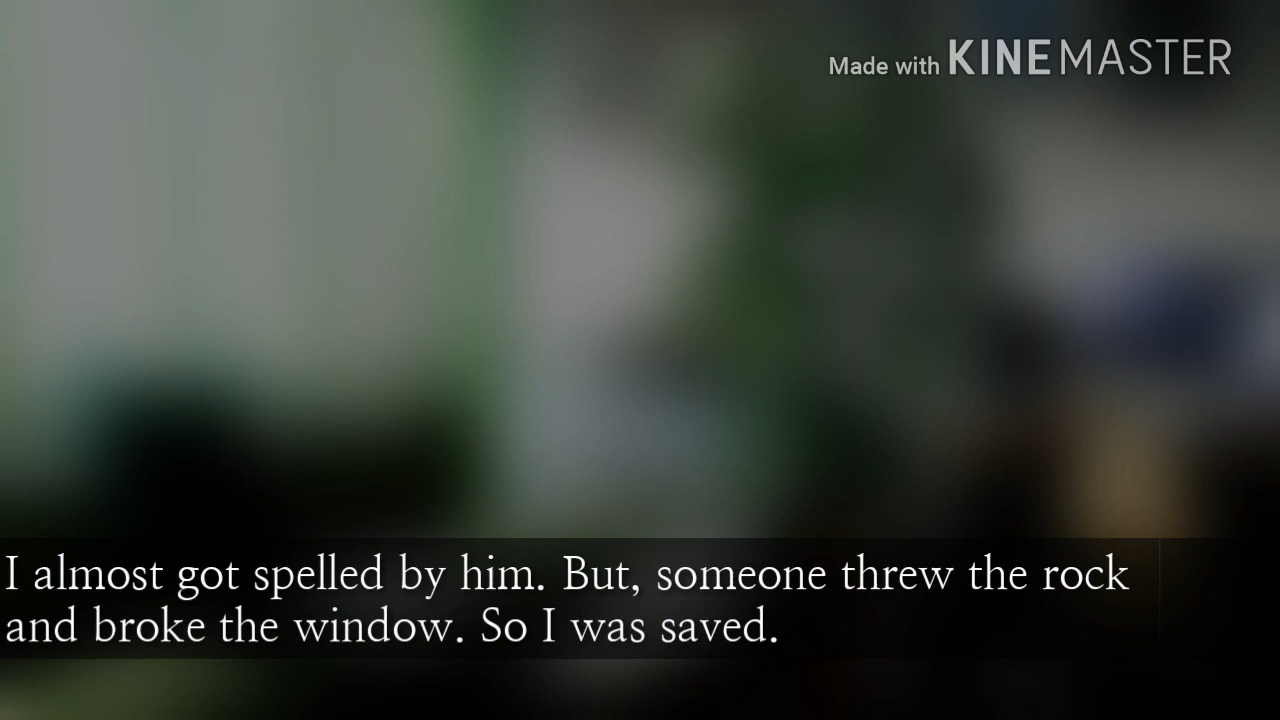 Made with KINEMASTER
I almost got spelled by him. But, someone threw the rock
and broke the window. So I was saved.